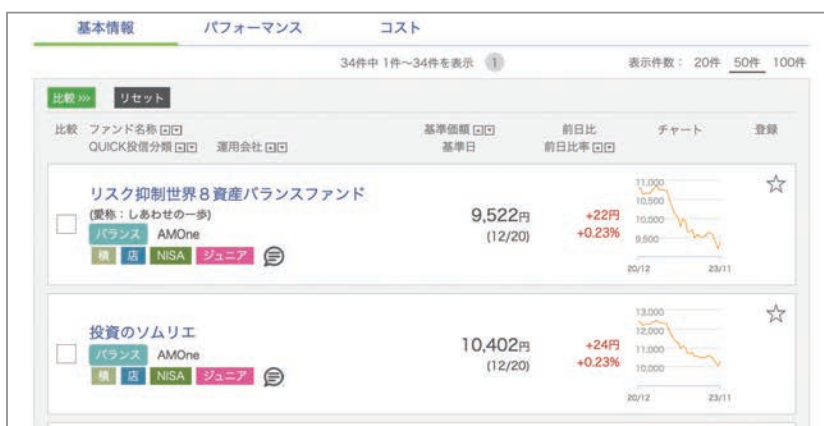 基本情報 パフォーマンス コスト
34件中 1件〜34件を表示 1 表示件数： 20件 50件 100件
比較 »» リセット
比較 ファンド名称 基準価額 前日比 チャート 登録
QUICK投信分類 運用会社 基準日 前日比率
リスク抑制世界8資産バランスファンド
(愛称：しあわせの一歩)
バランス AMOne
積 店 NISA ジュニア
9,522円
(12/20)
+22円
+0.23%
11,000
10,500
10,000
9,500
20/12 23/11
投資のソムリエ
バランス AMOne
積 店 NISA ジュニア
10,402円
(12/20)
+24円
+0.23%
13,000
12,000
11,000
10,000
20/12 23/11